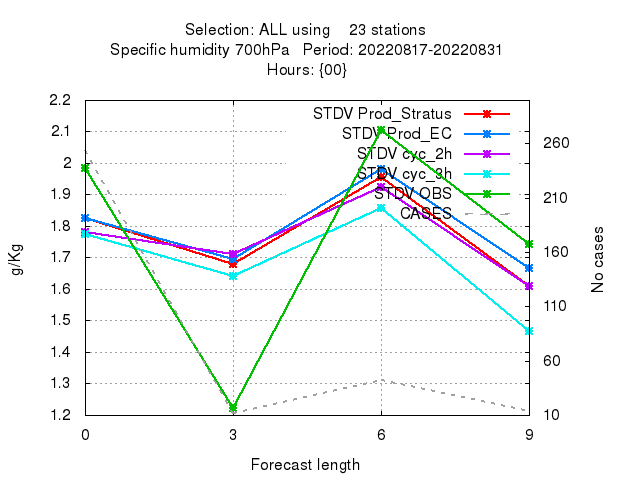 Selection: ALL using 23 stations
Specific humidity 700hPa Period: 20220817-20220831
Hours: {00}
2.2
2.1
2
1.9
1.8
1.7
1.6
1.5
1.4
1.3
1.2
g/Kg
STDV Prod_Stratus
STDV Prod_EC
STDV cyc_2h
STDV cyc_3h
STDV OBS
CASES
260
210
160
110
60
10
No cases
0 3 6 9
Forecast length